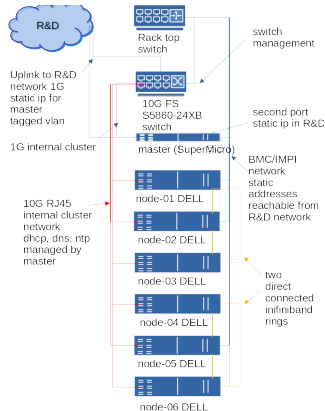 R&D
Rack top
switch
switch
management
Uplink to R&D
network 1G
static ip for
master
tagged vlan
10G FS
S5860-24XB
switch
second port
static ip in R&D
1G internal cluster
master (SuperMicro)
BMC/IMPI
network
static
addresses
reachable from
R&D network
node-01 DELL
10G RJ45
internal cluster
network
dhcp, dns, ntp
managed by
master
node-02 DELL
node-03 DELL
two
direct
connected
inifiniband
rings
node-04 DELL
node-05 DELL
node-06 DELL